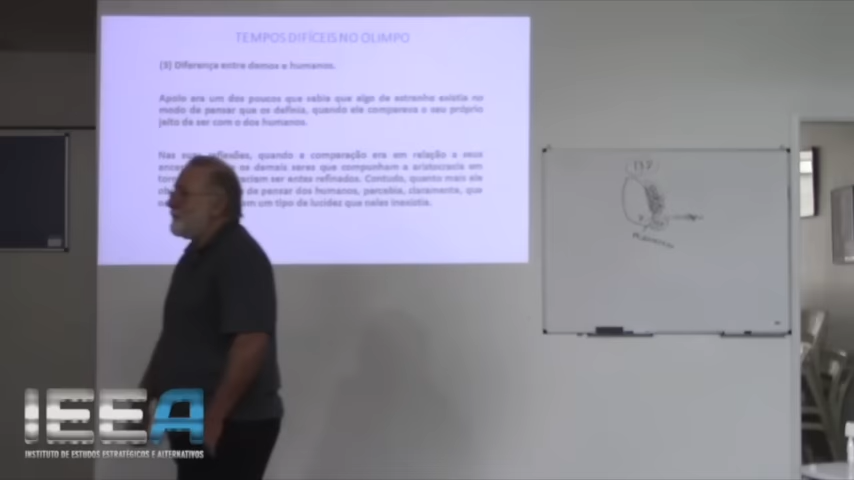 TEMPOS DIFÍCEIS NO OLIMPO
(3) Diferença entre demos e humanos.
Apolo era um dos poucos que sabia que algo de estranho existia no
modo de pensar que os definia, quando ele comparava o seu próprio
jeito de ser com o dos humanos.
Nas reflexões, quando a comparação era em relação a seus
os demais seres que compunham a aristocracia em
ser entes refinados. Contudo, quanto mais ele
de pensar dos humanos, percebia, claramente, que
um tipo de lucidez que neles inexistia.
IEEA
INSTITUTO DE ESTUDOS ESTRATÉGICOS E ALTERNATIVOS